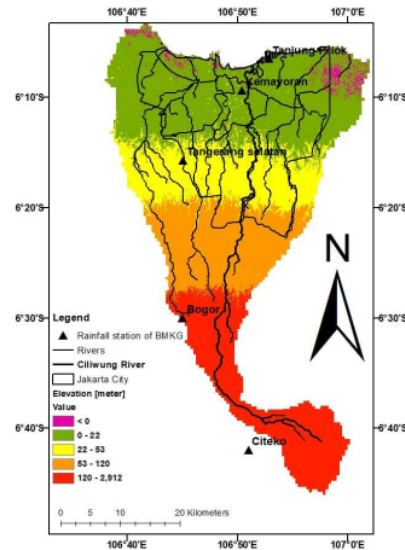 106°40'E 106°50'E 107°0'E
Tanjung Priok
Kemayoran
6°10'S 6°10'S
Tangerang selatan
6°20'S 6°20'S
N
6°30'S 6°30'S
Bogor
Legend
Rainfall station of BMKG
Rivers
Ciliwung River
Jakarta City
Elevation [meter]
Value
< 0
0 - 22
22 - 53
53 - 120
120 - 2,912
6°40'S 6°40'S
Citeko
0 5 10 20 Kilometers
106°40'E 106°50'E 107°0'E